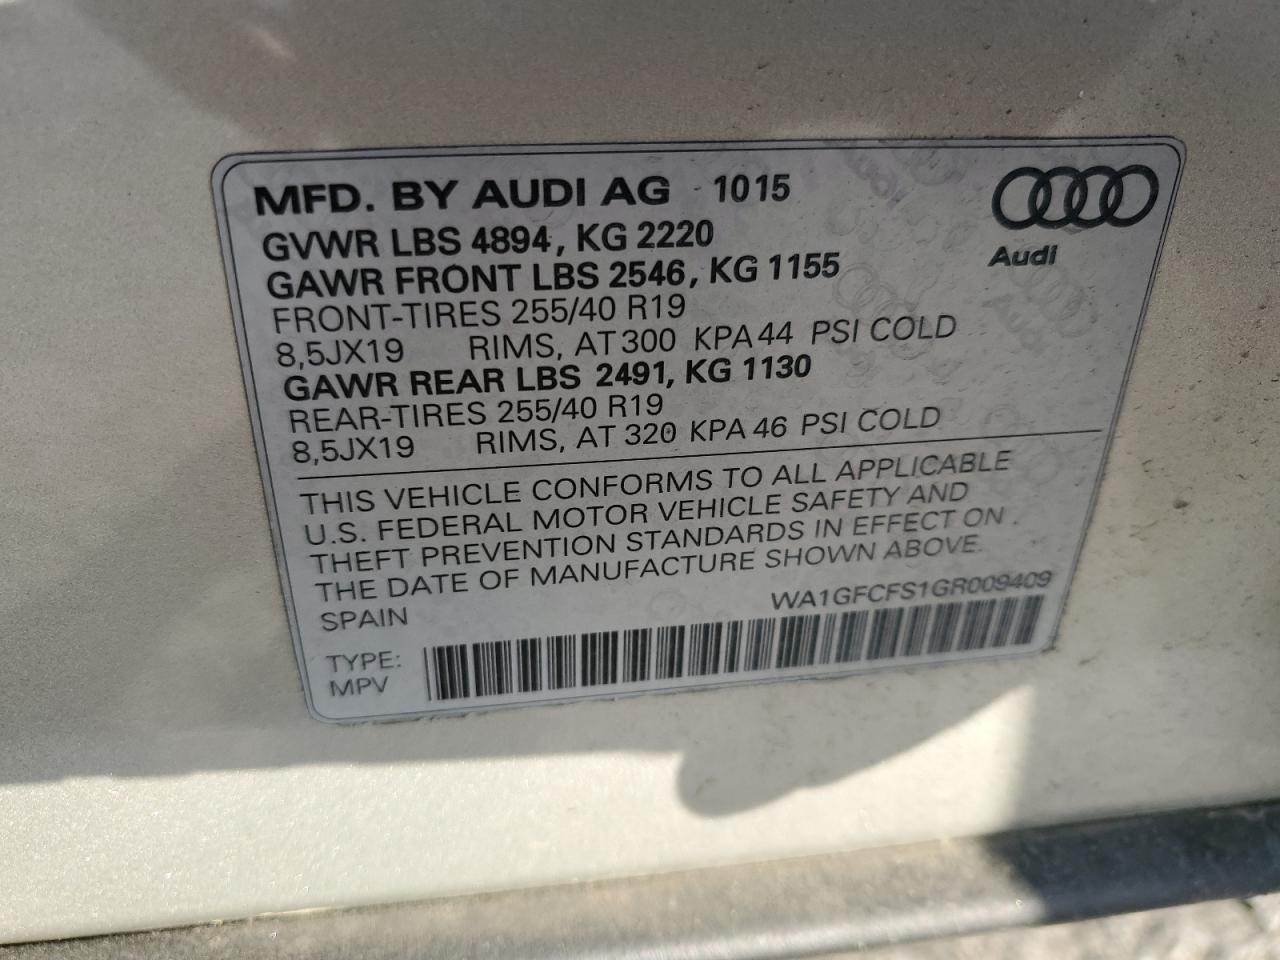 MFD. BY AUDI AG 1015
Audi
GVWR LBS 4894, KG 2220
GAWR FRONT LBS 2546, KG 1155
FRONT-TIRES 255/40 R19
8,5JX19 RIMS, AT 300 KPA 44 PSI COLD
GAWR REAR LBS 2491, KG 1130
REAR-TIRES 255/40 R19
8,5JX19 RIMS, AT 320 KPA 46 PSI COLD
THIS VEHICLE CONFORMS TO ALL APPLICABLE
U.S. FEDERAL MOTOR VEHICLE SAFETY AND
THEFT PREVENTION STANDARDS IN EFFECT ON
THE DATE OF MANUFACTURE SHOWN ABOVE.
SPAIN WA1GFCFS1GR009409
TYPE:
MPV